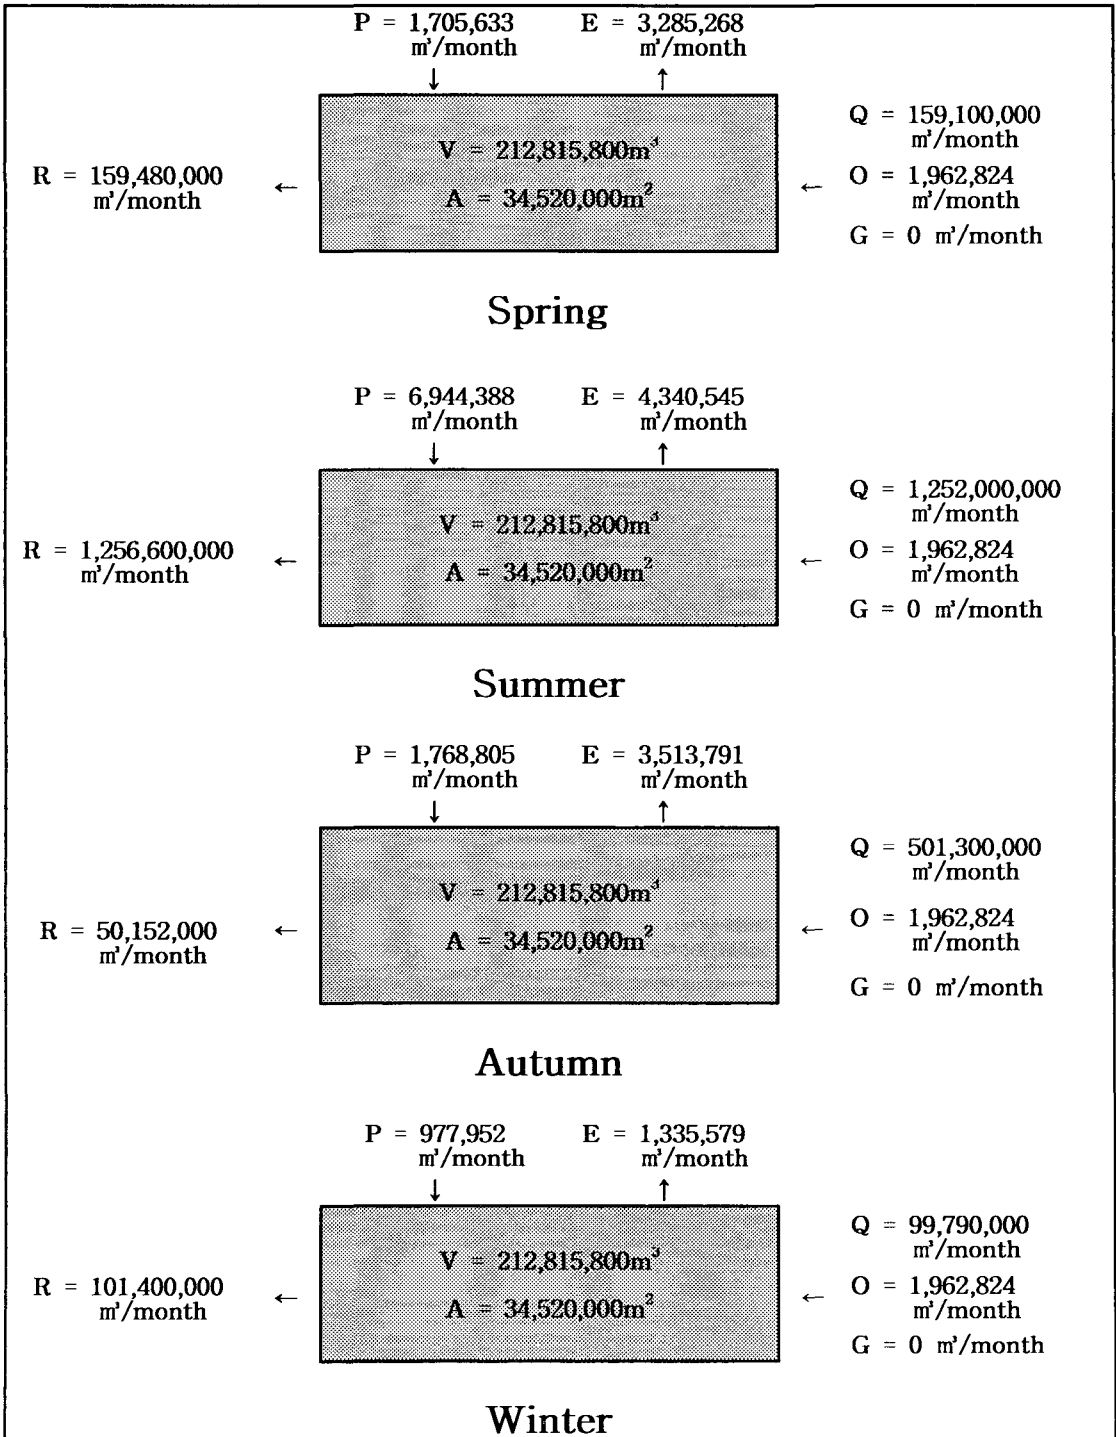 P = 1,705,633 E = 3,285,268
m³/month m³/month
↓ ↑
Q = 159,100,000
m³/month
V = 212,815,800m³
R = 159,480,000 ← ← O = 1,962,824
m³/month m³/month
A = 34,520,000m²
G = 0 m³/month
Spring
P = 6,944,388 E = 4,340,545
m³/month m³/month
↓ ↑
Q = 1,252,000,000
m³/month
V = 212,815,800m³
R = 1,256,600,000 ← ← O = 1,962,824
m³/month m³/month
A = 34,520,000m²
G = 0 m³/month
Summer
P = 1,768,805 E = 3,513,791
m³/month m³/month
↓ ↑
Q = 501,300,000
m³/month
V = 212,815,800m³
R = 50,152,000 ← ← O = 1,962,824
m³/month m³/month
A = 34,520,000m²
G = 0 m³/month
Autumn
P = 977,952 E = 1,335,579
m³/month m³/month
↓ ↑
Q = 99,790,000
m³/month
V = 212,815,800m³
R = 101,400,000 ← ← O = 1,962,824
m³/month m³/month
A = 34,520,000m²
G = 0 m³/month
Winter